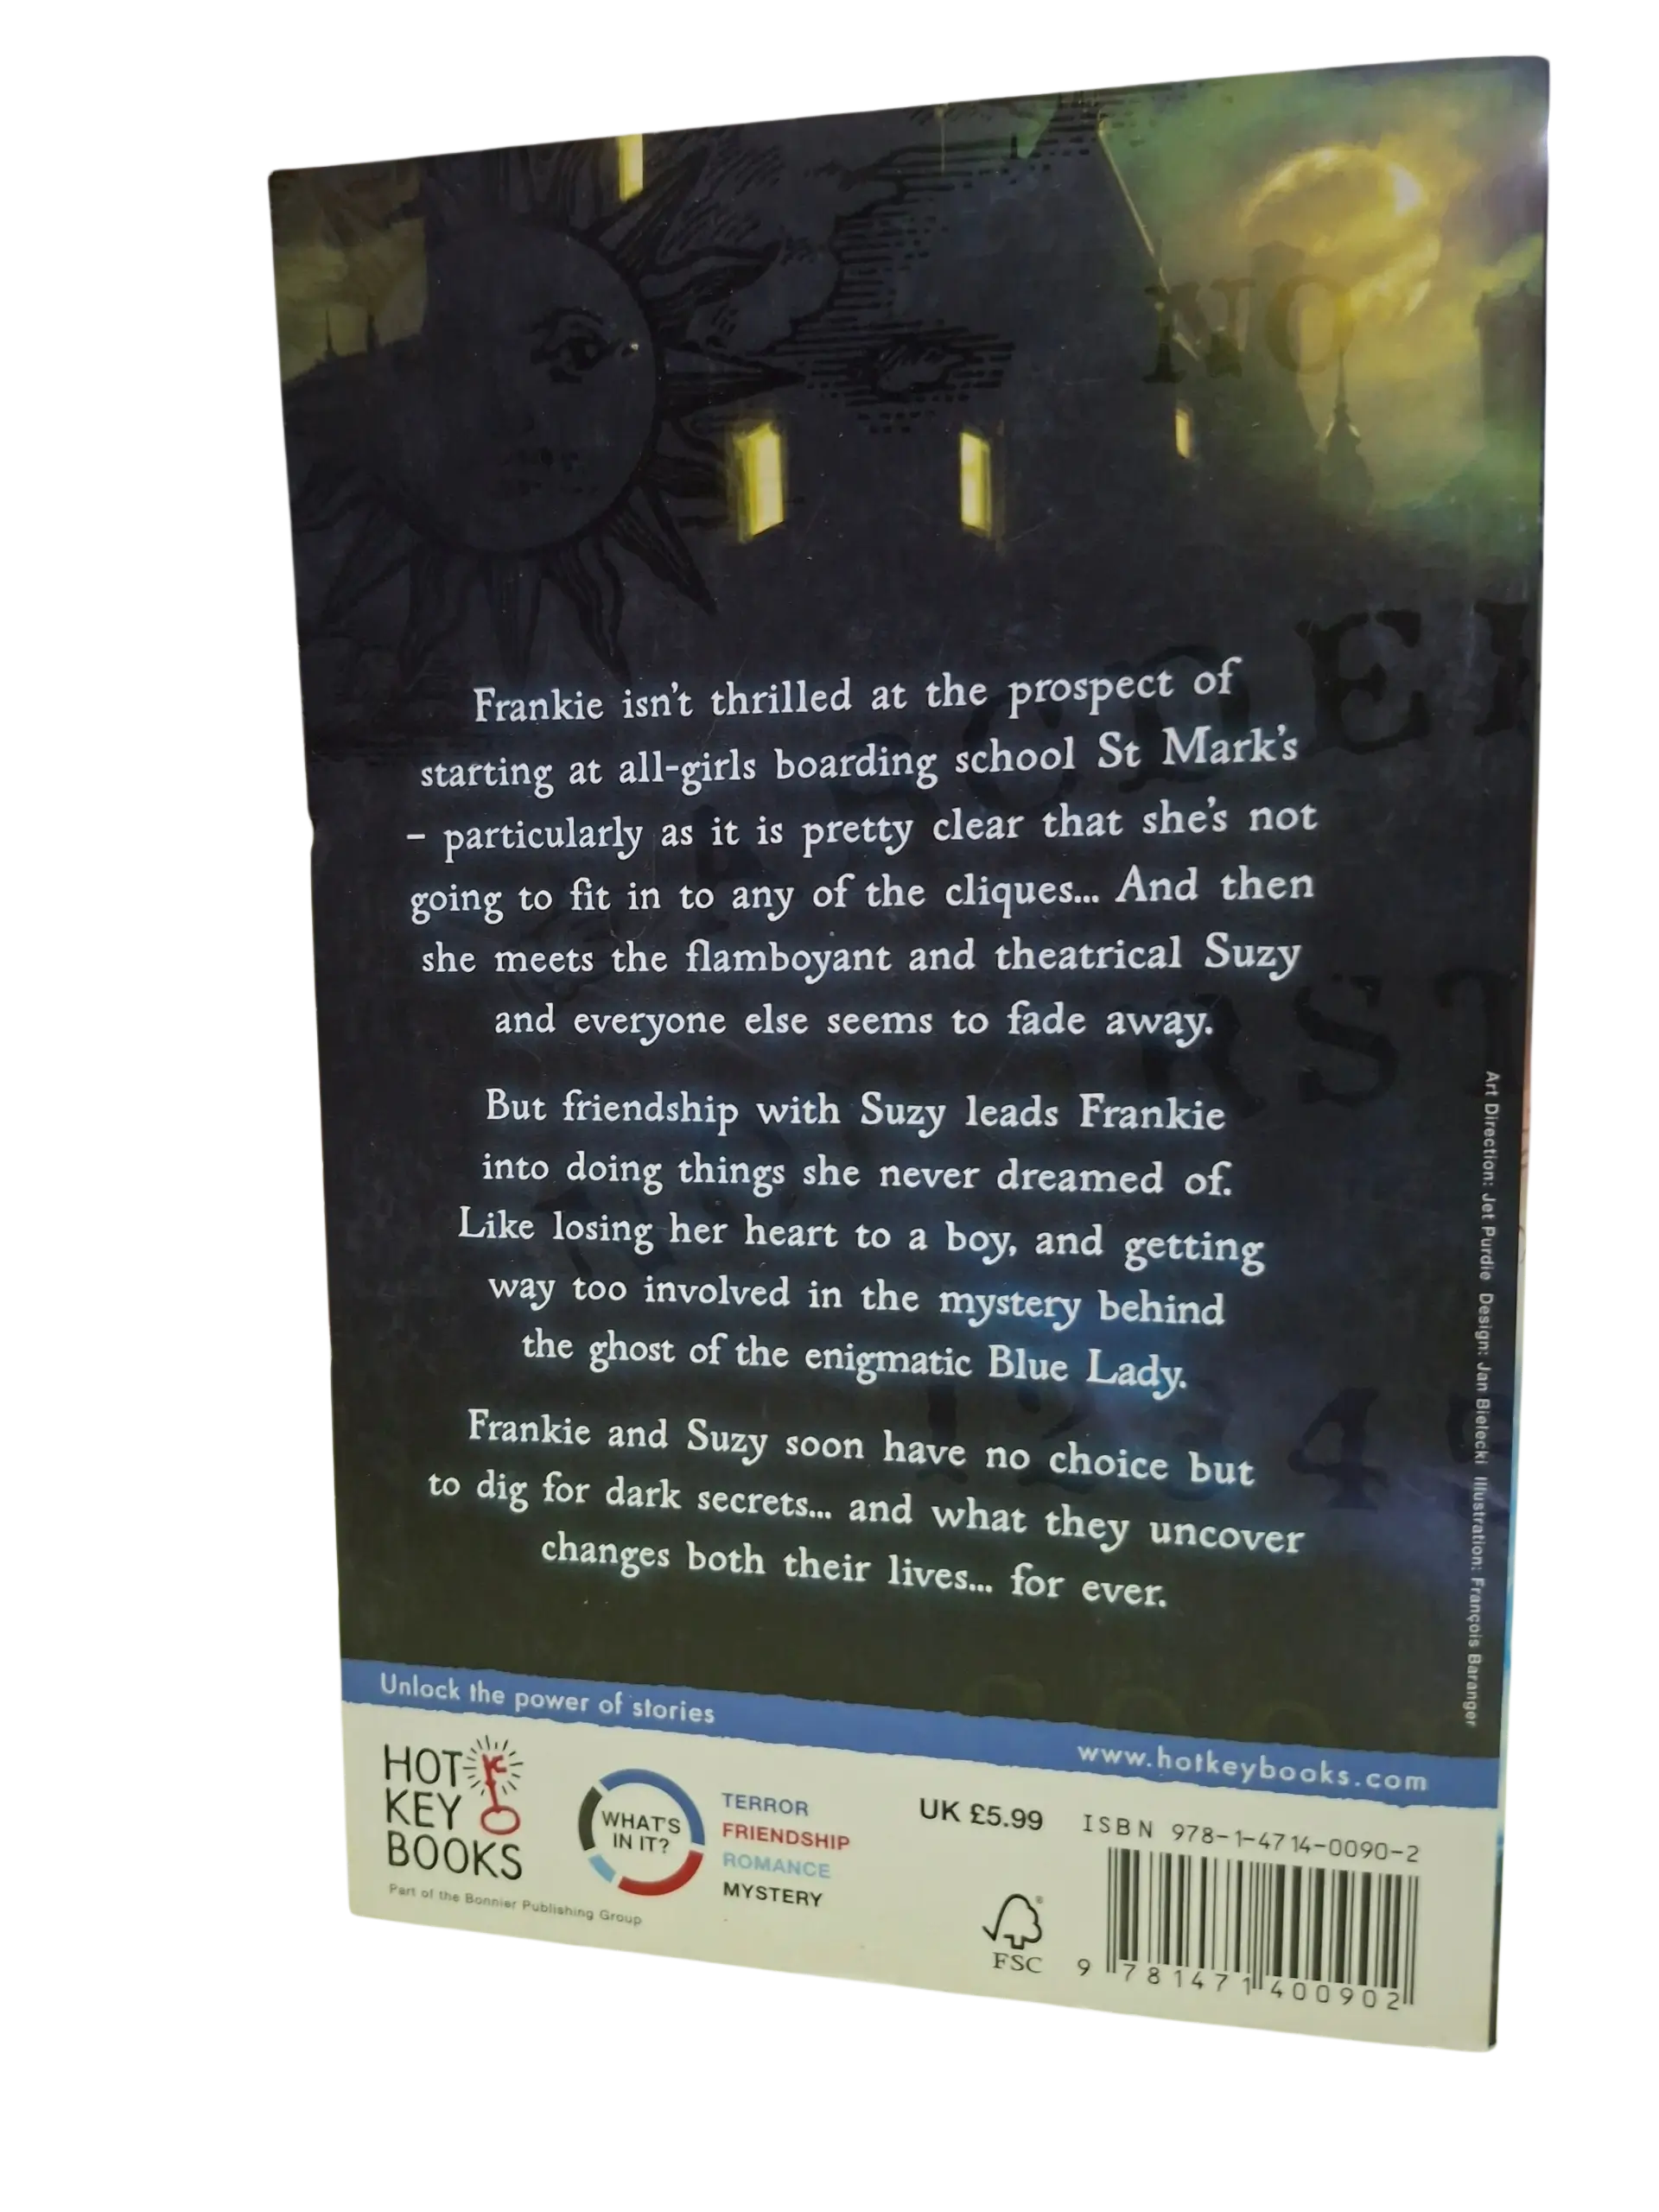 NO
Frankie isn't thrilled at the prospect of
starting at all-girls boarding school St Mark's
– particularly as it is pretty clear that she's not
going to fit in to any of the cliques... And then
she meets the flamboyant and theatrical Suzy
and everyone else seems to fade away.
But friendship with Suzy leads Frankie
into doing things she never dreamed of.
Like losing her heart to a boy, and getting
way too involved in the mystery behind
the ghost of the enigmatic Blue Lady.
Frankie and Suzy soon have no choice but
to dig for dark secrets... and what they uncover
changes both their lives... for ever.
Art Direction: Jet Purdie Design: Jan Bielecki Illustration: François Baranger
Unlock the power of stories
www.hotkeybooks.com
HOT
KEY
BOOKS
Part of the Bonnier Publishing Group
WHAT'S
IN IT?
TERROR
FRIENDSHIP
ROMANCE
MYSTERY
UK £5.99
FSC
ISBN 978-1-4714-0090-2
9 781471 400902